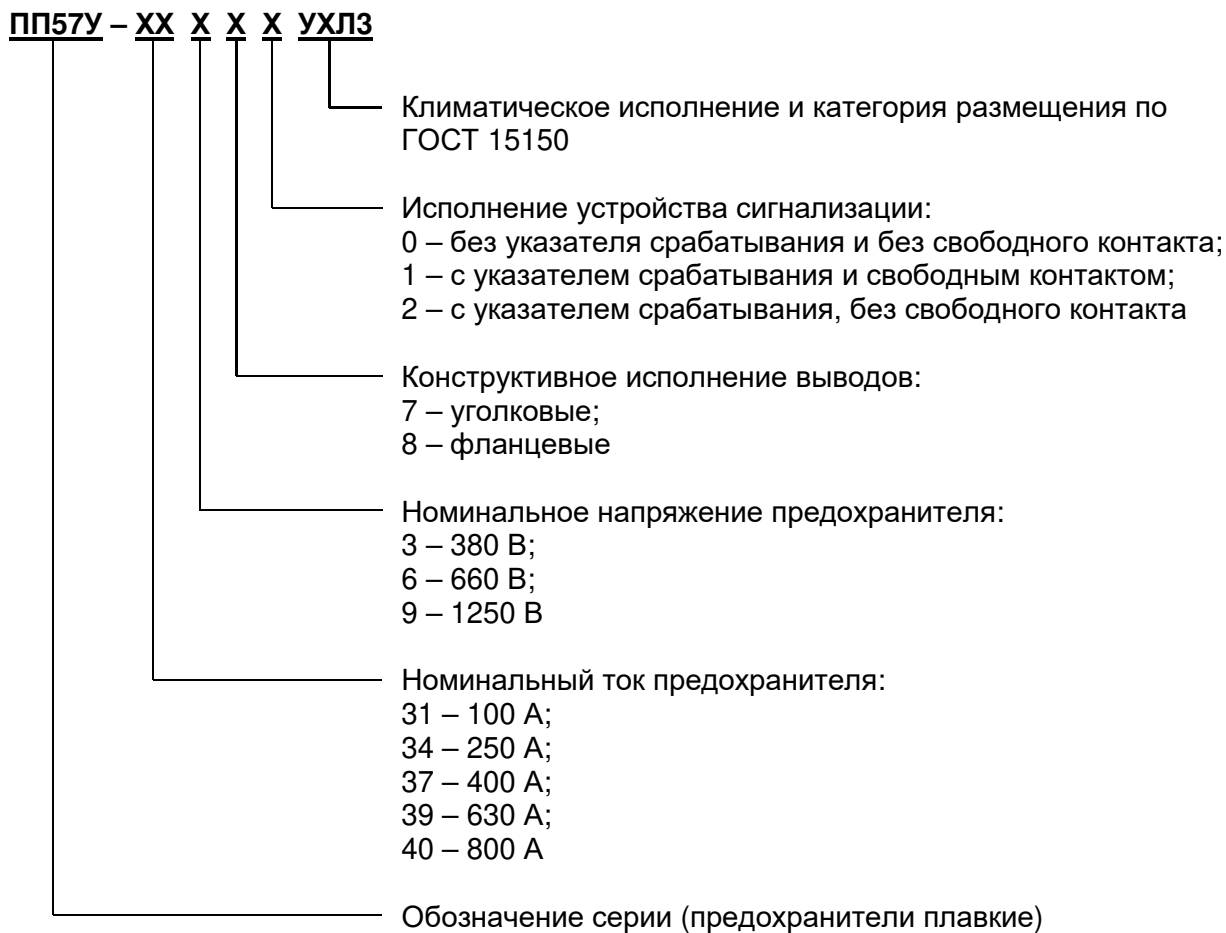 ПП57У – ХХ Х Х Х УХЛ3
Климатическое исполнение и категория размещения по
ГОСТ 15150
Исполнение устройства сигнализации:
0 – без указателя срабатывания и без свободного контакта;
1 – с указателем срабатывания и свободным контактом;
2 – с указателем срабатывания, без свободного контакта
Конструктивное исполнение выводов:
7 – уголковые;
8 – фланцевые
Номинальное напряжение предохранителя:
3 – 380 В;
6 – 660 В;
9 – 1250 В
Номинальный ток предохранителя:
31 – 100 А;
34 – 250 А;
37 – 400 А;
39 – 630 А;
40 – 800 А
Обозначение серии (предохранители плавкие)